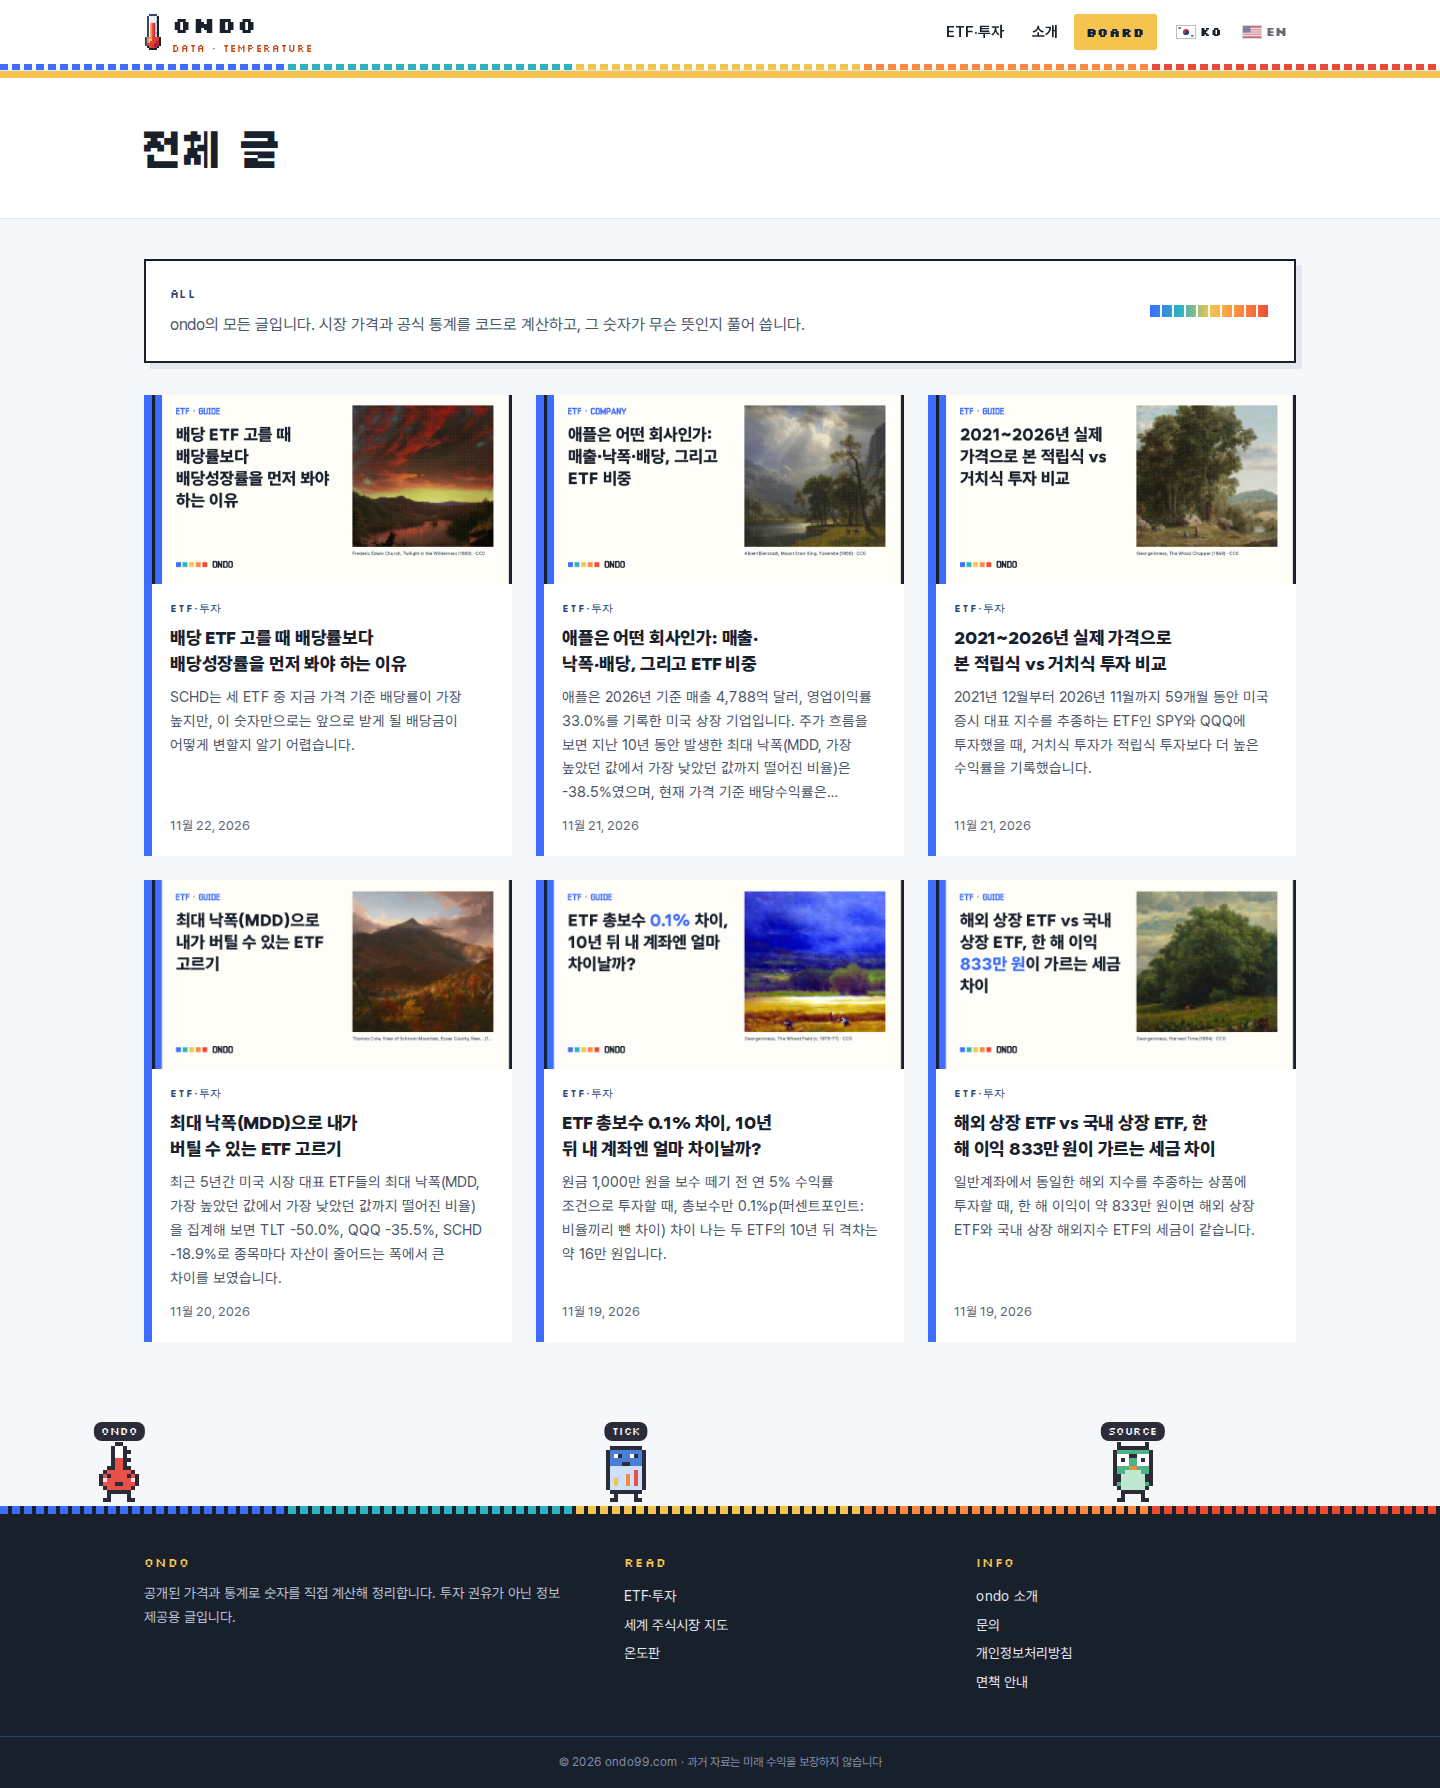 ONDO
DATA · TEMPERATURE
ETF·투자
소개
BOARD
KO
EN
전체 글
ALL
ondo의 모든 글입니다. 시장 가격과 공식 통계를 코드로 계산하고, 그 숫자가 무슨 뜻인지 풀어 씁니다.
ETF · GUIDE
배당 ETF 고를 때
배당률보다
배당성장률을 먼저 봐야
하는 이유
Frederic Edwin Church, Twilight in the Wilderness (1860) · CC0
ONDO
ETF·투자
배당 ETF 고를 때 배당률보다
배당성장률을 먼저 봐야 하는 이유
SCHD는 세 ETF 중 지금 가격 기준 배당률이 가장
높지만, 이 숫자만으로는 앞으로 받게 될 배당금이
어떻게 변할지 알기 어렵습니다.
11월 22, 2026
ETF · COMPANY
애플은 어떤 회사인가:
매출·낙폭·배당, 그리고
ETF 비중
Albert Bierstadt, Mount Starr King, Yosemite (1866) · CC0
ONDO
ETF·투자
애플은 어떤 회사인가: 매출·
낙폭·배당, 그리고 ETF 비중
애플은 2026년 기준 매출 4,788억 달러, 영업이익률
33.0%를 기록한 미국 상장 기업입니다. 주가 흐름을
보면 지난 10년 동안 발생한 최대 낙폭(MDD, 가장
높았던 값에서 가장 낮았던 값까지 떨어진 비율)은
-38.5%였으며, 현재 가격 기준 배당수익률은...
11월 21, 2026
ETF · GUIDE
2021~2026년 실제
가격으로 본 적립식 vs
거치식 투자 비교
George Inness, The Wood Chopper (1849) · CC0
ONDO
ETF·투자
2021~2026년 실제 가격으로
본 적립식 vs 거치식 투자 비교
2021년 12월부터 2026년 11월까지 59개월 동안 미국
증시 대표 지수를 추종하는 ETF인 SPY와 QQQ에
투자했을 때, 거치식 투자가 적립식 투자보다 더 높은
수익률을 기록했습니다.
11월 21, 2026
ETF · GUIDE
최대 낙폭(MDD)으로
내가 버틸 수 있는 ETF
고르기
Thomas Cole, View of Schroon Mountain, Essex County, New... (1...
ONDO
ETF·투자
최대 낙폭(MDD)으로 내가
버틸 수 있는 ETF 고르기
최근 5년간 미국 시장 대표 ETF들의 최대 낙폭(MDD,
가장 높았던 값에서 가장 낮았던 값까지 떨어진 비율)
을 집계해 보면 TLT -50.0%, QQQ -35.5%, SCHD
-18.9%로 종목마다 자산이 줄어드는 폭에서 큰
차이를 보였습니다.
11월 20, 2026
ETF · GUIDE
ETF 총보수 0.1% 차이,
10년 뒤 내 계좌엔 얼마
차이날까?
George Inness, The Wheat Field (c. 1875–77) · CC0
ONDO
ETF·투자
ETF 총보수 0.1% 차이, 10년
뒤 내 계좌엔 얼마 차이날까?
원금 1,000만 원을 보수 떼기 전 연 5% 수익률
조건으로 투자할 때, 총보수만 0.1%p(퍼센트포인트:
비율끼리 뺀 차이) 차이 나는 두 ETF의 10년 뒤 격차는
약 16만 원입니다.
11월 19, 2026
ETF · GUIDE
해외 상장 ETF vs 국내
상장 ETF, 한 해 이익
833만 원이 가르는 세금
차이
George Inness, Harvest Time (1864) · CC0
ONDO
ETF·투자
해외 상장 ETF vs 국내 상장 ETF, 한
해 이익 833만 원이 가르는 세금 차이
일반계좌에서 동일한 해외 지수를 추종하는 상품에
투자할 때, 한 해 이익이 약 833만 원이면 해외 상장
ETF와 국내 상장 해외지수 ETF의 세금이 같습니다.
11월 19, 2026
ONDO
TICK
SOURCE
ONDO
공개된 가격과 통계로 숫자를 직접 계산해 정리합니다. 투자 권유가 아닌 정보
제공용 글입니다.
READ
ETF·투자
세계 주식시장 지도
온도판
INFO
ondo 소개
문의
개인정보처리방침
면책 안내
© 2026 ondo99.com · 과거 자료는 미래 수익을 보장하지 않습니다